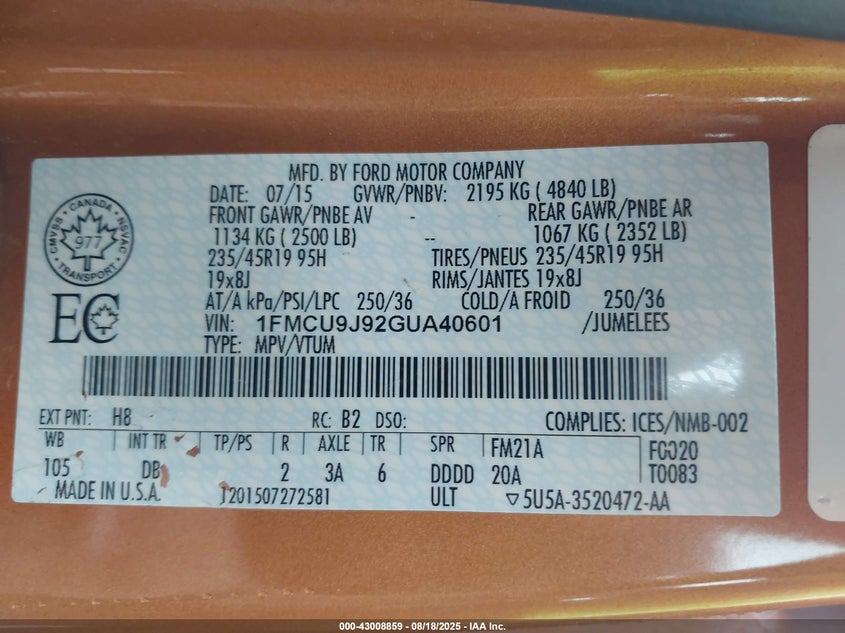 MFD. BY FORD MOTOR COMPANY
DATE: 07/15 GVWR/PNBV: 2195 KG ( 4840 LB)
FRONT GAWR/PNBE AV - REAR GAWR/PNBE AR
1134 KG ( 2500 LB) -- 1067 KG ( 2352 LB)
235/45R19 95H TIRES/PNEUS 235/45R19 95H
19x8J RIMS/JANTES 19x8J
AT/A kPa/PSI/LPC 250/36 COLD/A FROID 250/36
VIN: 1FMCU9J92GUA40601 /JUMELEES
TYPE: MPV/VTUM
CMVSS • CANADA • NSVAC • TRANSPORT •
977
EC
EXT PNT: H8 RC: B2 DSO: COMPLIES: ICES/NMB-002
WB INT TR TP/PS R AXLE TR SPR FM21A FG020
105 DB 2 3A 6 DDDD 20A T0083
MADE IN U.S.A. J201507272581 ULT ▽5U5A-3520472-AA
000-43008859 - 08/18/2025 - IAA Inc.